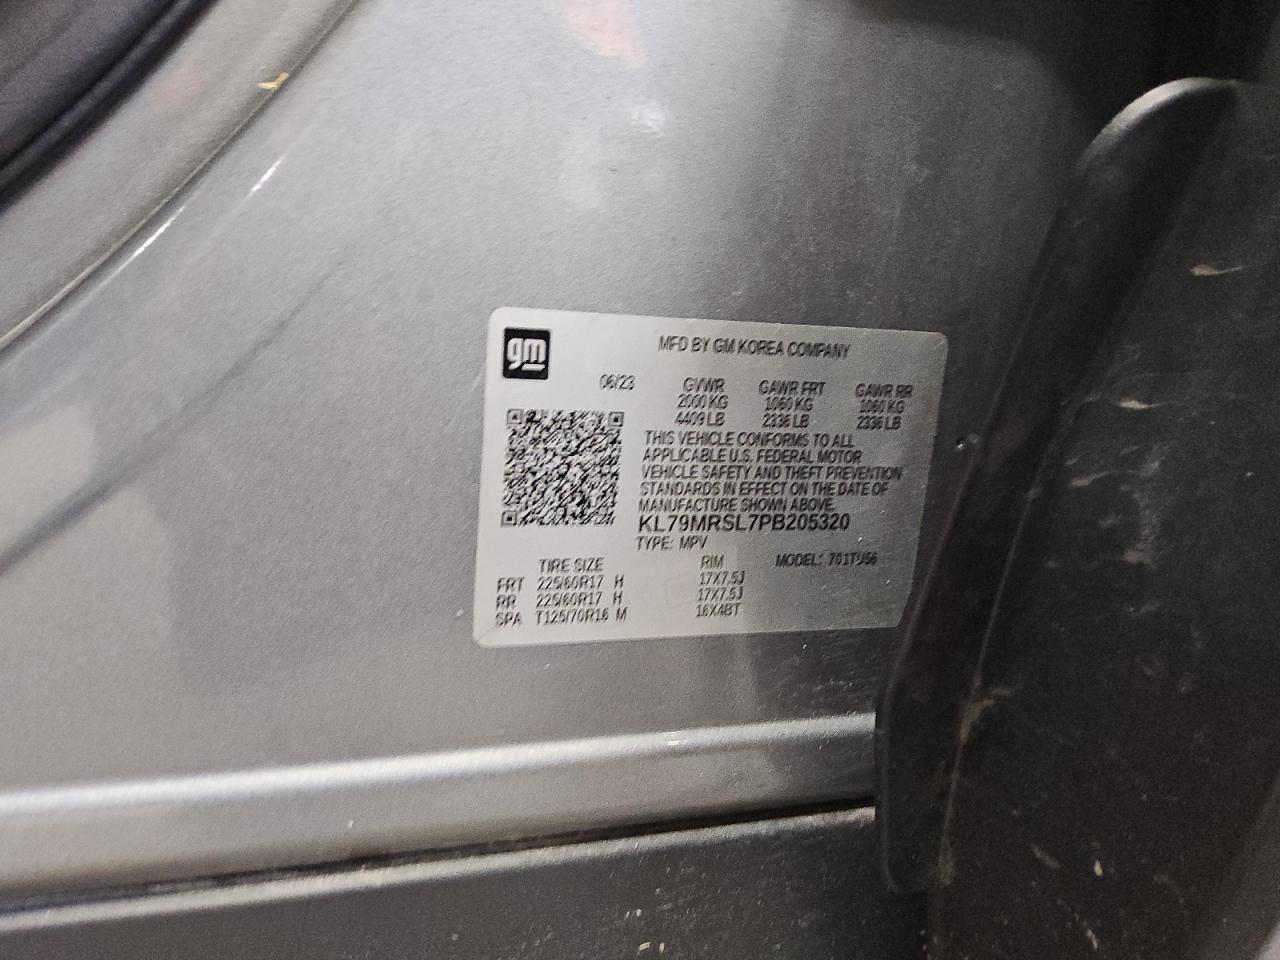 gm
MFD BY GM KOREA COMPANY
06/23 GVWR GAWR FRT GAWR RR
2000 KG 1060 KG 1060 KG
4409 LB 2336 LB 2336 LB
THIS VEHICLE CONFORMS TO ALL
APPLICABLE U.S. FEDERAL MOTOR
VEHICLE SAFETY AND THEFT PREVENTION
STANDARDS IN EFFECT ON THE DATE OF
MANUFACTURE SHOWN ABOVE.
KL79MRSL7PB205320
TYPE: MPV
TIRE SIZE RIM MODEL: 701TU56
FRT 225/60R17 H 17X7.5J
RR 225/60R17 H 17X7.5J
SPA T125/70R16 M 16X4BT